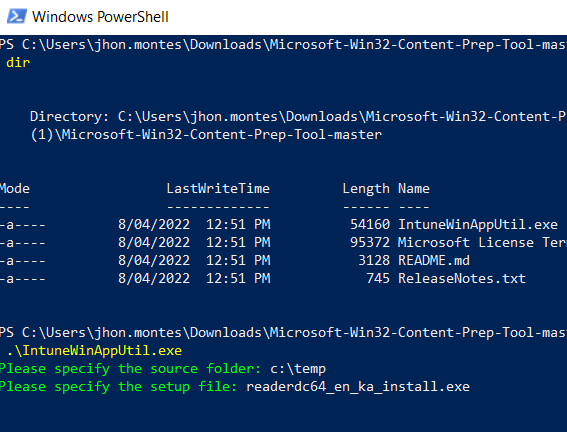 Windows PowerShell
PS C:\Users\jhon.montes\Downloads\Microsoft-Win32-Content-Prep-Tool-mast
dir
Directory: C:\Users\jhon.montes\Downloads\Microsoft-Win32-Content-P
(1)\Microsoft-Win32-Content-Prep-Tool-master
Mode LastWriteTime Length Name
---- ------------- ------ ----
-a---- 8/04/2022 12:51 PM 54160 IntuneWinAppUtil.exe
-a---- 8/04/2022 12:51 PM 95372 Microsoft License Ter
-a---- 8/04/2022 12:51 PM 3128 README.md
-a---- 8/04/2022 12:51 PM 745 ReleaseNotes.txt
PS C:\Users\jhon.montes\Downloads\Microsoft-Win32-Content-Prep-Tool-mast
.\IntuneWinAppUtil.exe
Please specify the source folder: c:\temp
Please specify the setup file: readerdc64_en_ka_install.exe